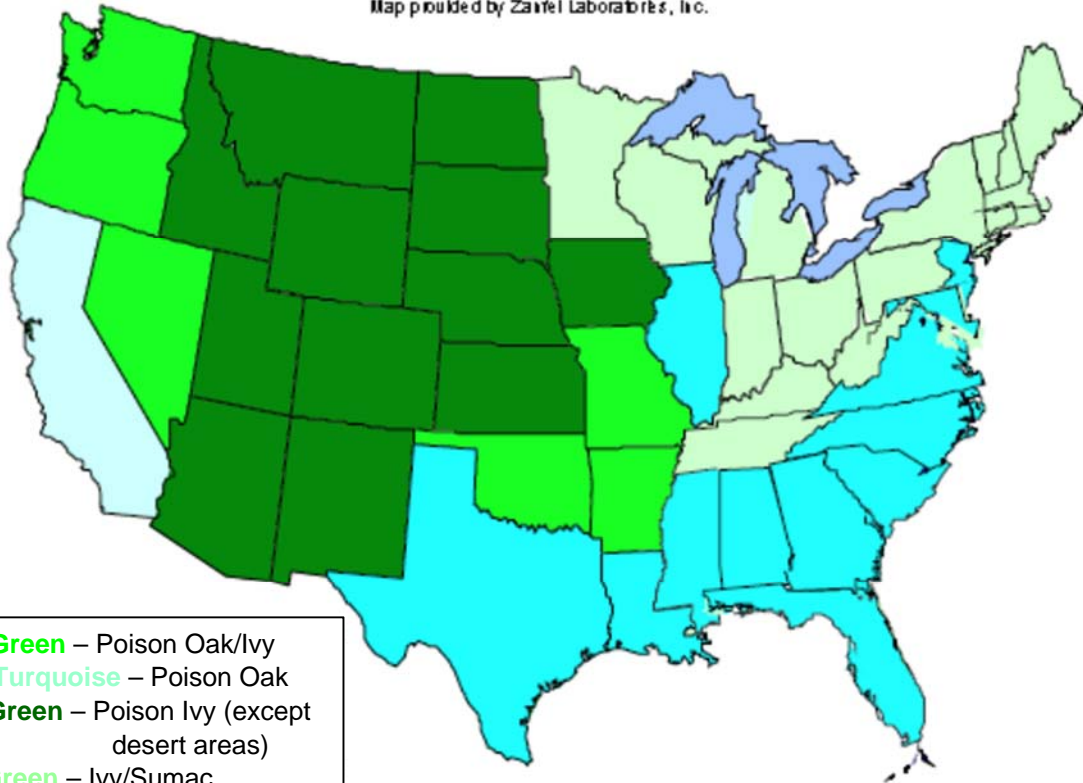 Map provided by Zanfel Laboratories, Inc.
Green – Poison Oak/Ivy
Turquoise – Poison Oak
Green – Poison Ivy (except
desert areas)
Green – Ivy/Sumac